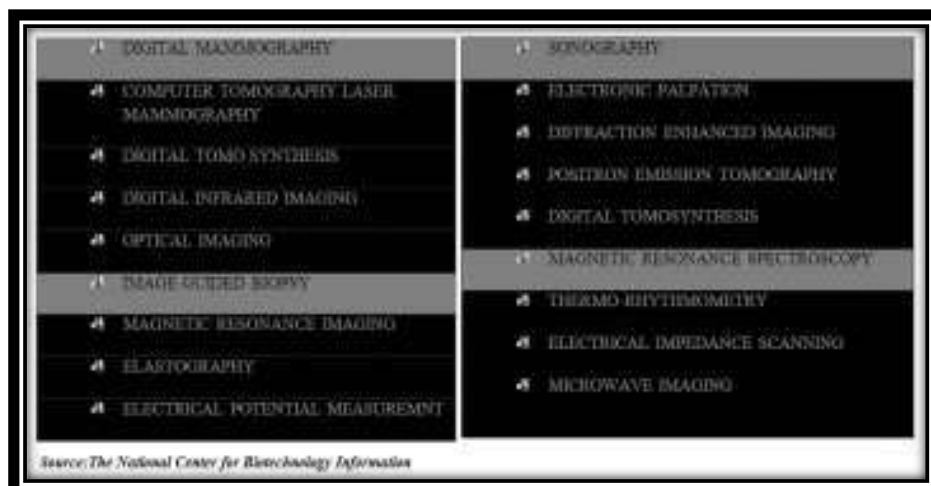 DIGITAL MAMMOGRAPHY
COMPUTER TOMOGRAPHY LASER
MAMMOGRAPHY
DIGITAL TOMO SYNTHESIS
DIGITAL INFRARED IMAGING
OPTICAL IMAGING
IMAGE GUIDED BIOPSY
MAGNETIC RESONANCE IMAGING
ELASTOGRAPHY
ELECTRICAL POTENTIAL MEASUREMNT
SONOGRAPHY
ELECTRONIC PALPATION
DIFFRACTION ENHANCED IMAGING
POSITRON EMISSION TOMOGRAPHY
DIGITAL TOMOSYNTHESIS
MAGNETIC RESONANCE SPECTROSCOPY
THERMO RHYTHMOMETRY
ELECTRICAL IMPEDANCE SCANNING
MICROWAVE IMAGING
Source:The National Center for Biotechnology Information